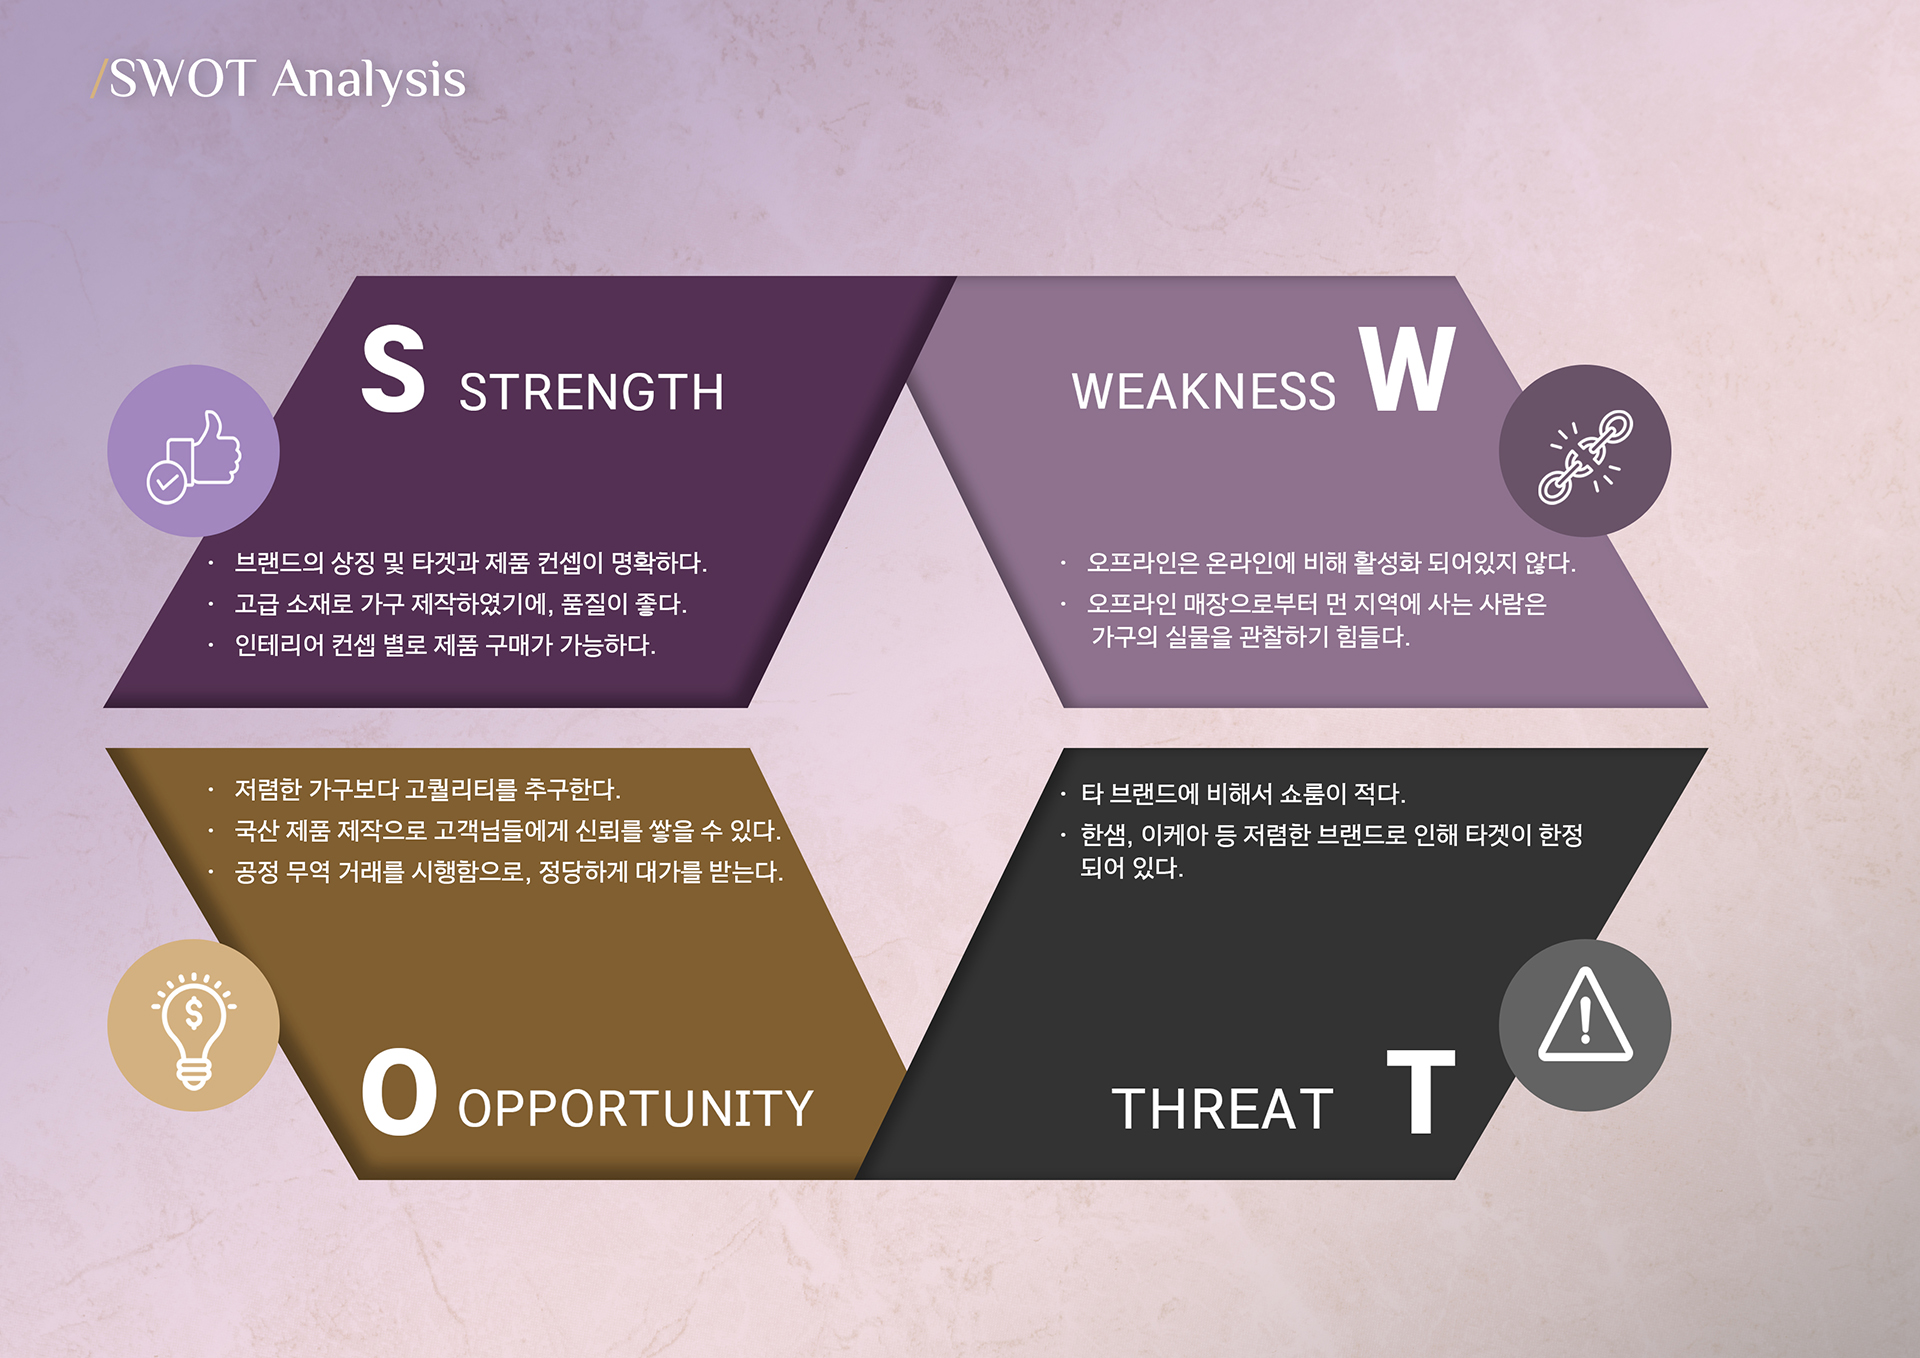 /SWOT Analysis
S STRENGTH
· 브랜드의 상징 및 타겟과 제품 컨셉이 명확하다.
· 고급 소재로 가구 제작하였기에, 품질이 좋다.
· 인테리어 컨셉 별로 제품 구매가 가능하다.
WEAKNESS W
· 오프라인은 온라인에 비해 활성화 되어있지 않다.
· 오프라인 매장으로부터 먼 지역에 사는 사람은
가구의 실물을 관찰하기 힘들다.
· 저렴한 가구보다 고퀄리티를 추구한다.
· 국산 제품 제작으로 고객님들에게 신뢰를 쌓을 수 있다.
· 공정 무역 거래를 시행함으로, 정당하게 대가를 받는다.
O OPPORTUNITY
· 타 브랜드에 비해서 쇼룸이 적다.
· 한샘, 이케아 등 저렴한 브랜드로 인해 타겟이 한정
되어 있다.
THREAT T